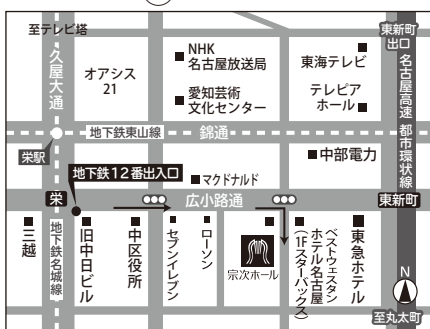 至テレビ塔
久屋大通
オアシス
21
NHK
名古屋放送局
愛知芸術
文化センター
東海テレビ
テレピア
ホール
東新町
出口
名古屋高速
都市環状線
地下鉄東山線
錦通
栄駅
中部電力
地下鉄12番出入口
マクドナルド
栄
広小路通
東新町
三越
地下鉄名城線
旧中日ビル
中区役所
セブンイレブン
ローソン
宗次ホール
ベストウェスタン
ホテル名古屋
(1Fスターバックス)
東急ホテル
N
至丸太町